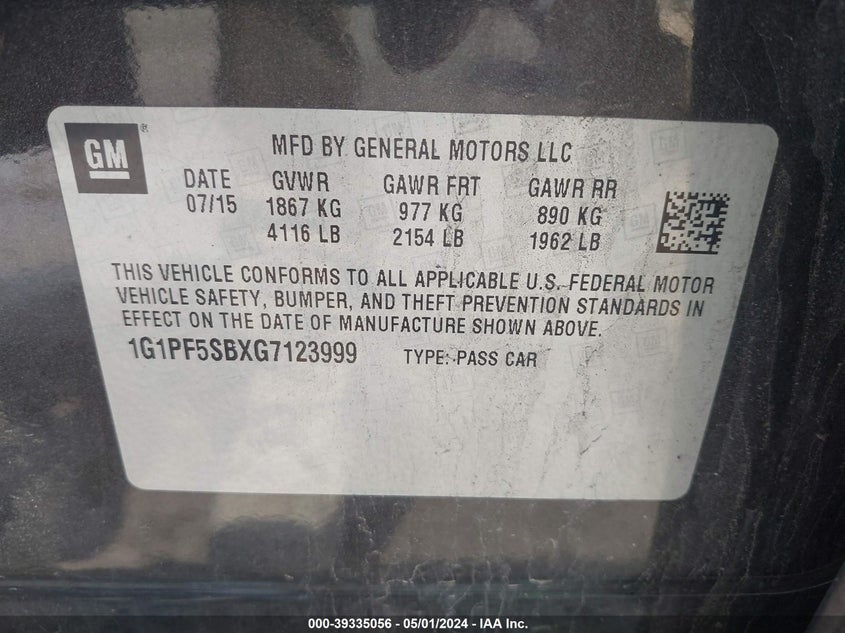 GM
MFD BY GENERAL MOTORS LLC
DATE GVWR GAWR FRT GAWR RR
07/15 1867 KG 977 KG 890 KG
4116 LB 2154 LB 1962 LB
THIS VEHICLE CONFORMS TO ALL APPLICABLE U.S. FEDERAL MOTOR
VEHICLE SAFETY, BUMPER, AND THEFT PREVENTION STANDARDS IN
EFFECT ON THE DATE OF MANUFACTURE SHOWN ABOVE.
1G1PF5SBXG7123999 TYPE: PASS CAR
000-39335056 - 05/01/2024 - IAA Inc.